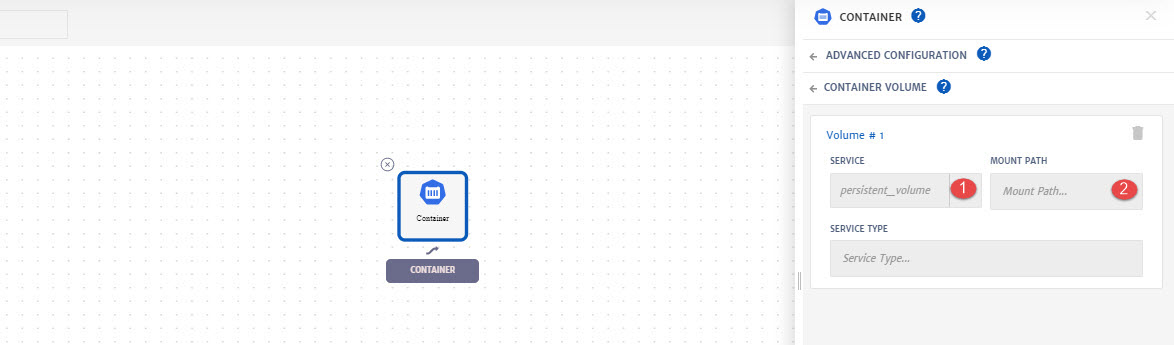 CONTAINER ?
ADVANCED CONFIGURATION ?
CONTAINER VOLUME ?
Volume # 1
SERVICE MOUNT PATH
persistent_volume 1 Mount Path... 2
SERVICE TYPE
Service Type...
Container
CONTAINER